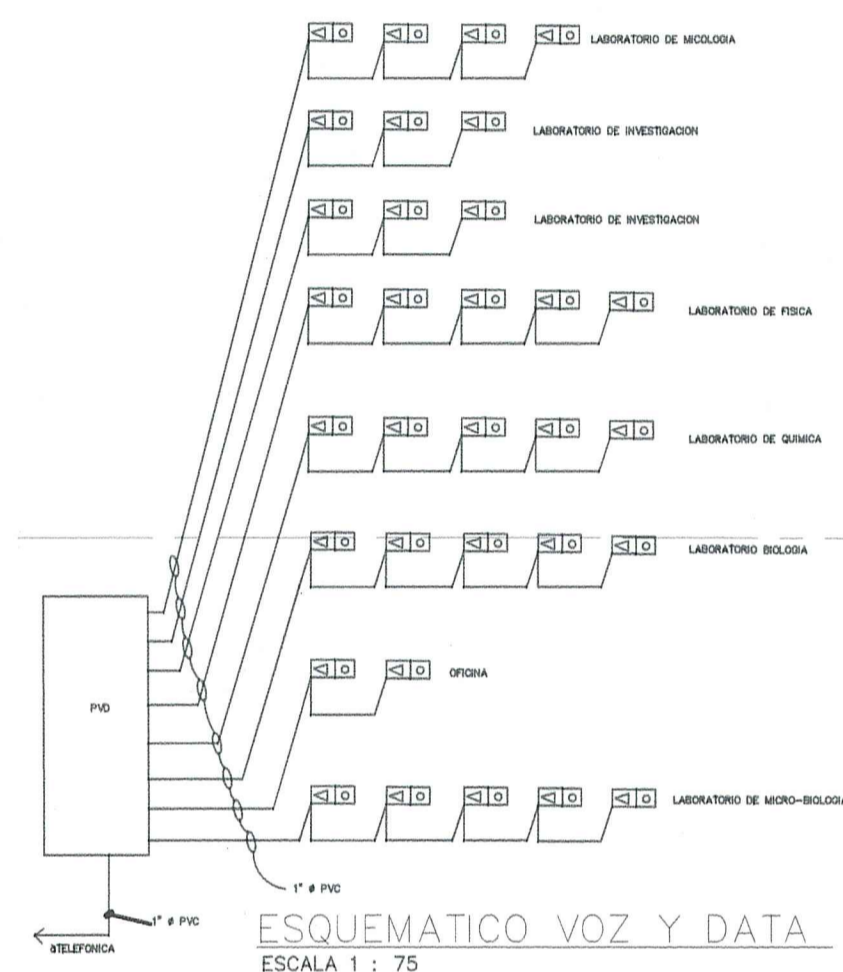 LABORATORIO DE MICOLOGIA
LABORATORIO DE INVESTIGACION
LABORATORIO DE INVESTIGACION
LABORATORIO DE FISICA
LABORATORIO DE QUIMICA
LABORATORIO BIOLOGIA
OFICINA
PVD
LABORATORIO DE MICRO-BIOLOGIA
1" ø PVC
1" ø PVC
aTELEFONICA
ESQUEMATICO VOZ Y DATA
ESCALA 1 : 75